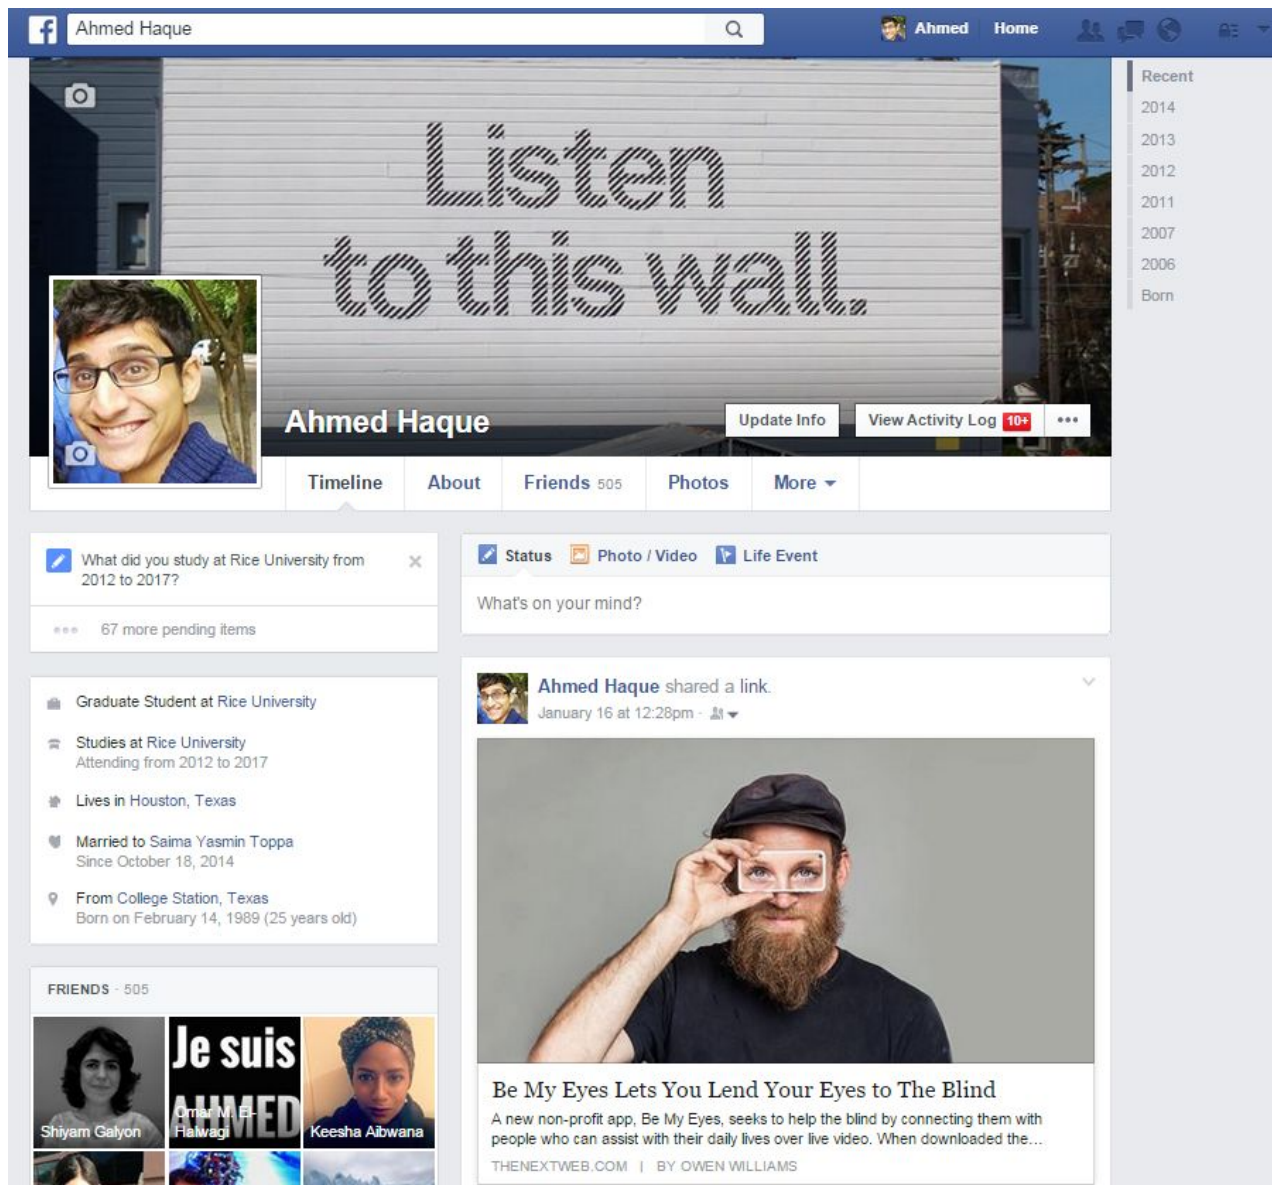 Ahmed Haque
Ahmed
Home
Recent
2014
2013
2012
2011
2007
2006
Born
Listen
to this wall.
Ahmed Haque
Update Info
View Activity Log 10+
Timeline
About
Friends 505
Photos
More
What did you study at Rice University from
2012 to 2017?
67 more pending items
Graduate Student at Rice University
Studies at Rice University
Attending from 2012 to 2017
Lives in Houston, Texas
Married to Saima Yasmin Toppa
Since October 18, 2014
From College Station, Texas
Born on February 14, 1989 (25 years old)
FRIENDS · 505
Shiyam Galyon
Je suis
AHMED
Omar M. El-
Halwagi
Keesha Aibwana
Status
Photo / Video
Life Event
What's on your mind?
Ahmed Haque shared a link.
January 16 at 12:28pm ·
Be My Eyes Lets You Lend Your Eyes to The Blind
A new non-profit app, Be My Eyes, seeks to help the blind by connecting them with
people who can assist with their daily lives over live video. When downloaded the...
THENEXTWEB.COM | BY OWEN WILLIAMS